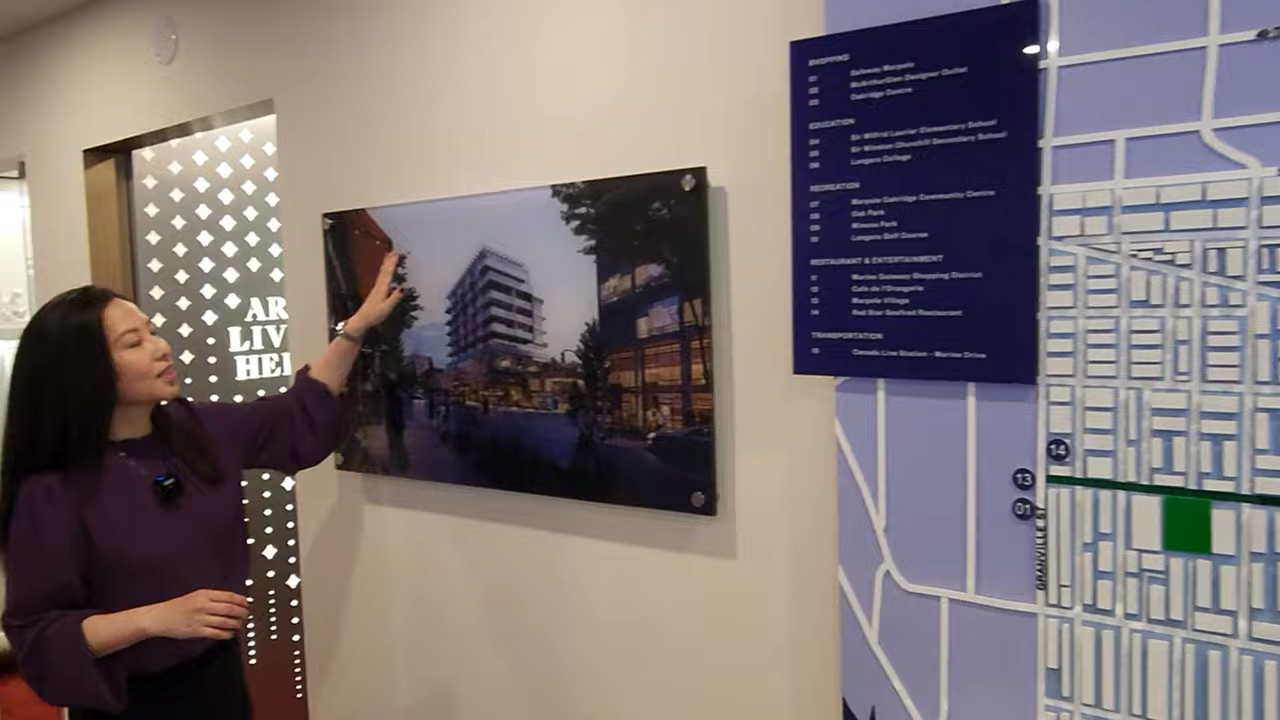 AR
LIV
HE
SHOPPING
01 Gateway Marpole
02 McArthurGlen Designer Outlet
03 Oakridge Centre
EDUCATION
04 Sir Wilfrid Laurier Elementary School
05 Sir Winston Churchill Secondary School
06 Langara College
RECREATION
07 Marpole Oakridge Community Centre
08 Oak Park
09 Winona Park
10 Langara Golf Course
RESTAURANT & ENTERTAINMENT
11 Marine Gateway Shopping District
12 Cafe de l'Orangerie
13 Marpole Village
14 Red Star Seafood Restaurant
TRANSPORTATION
15 Canada Line Station - Marine Drive
14
13
01
GRANVILLE ST